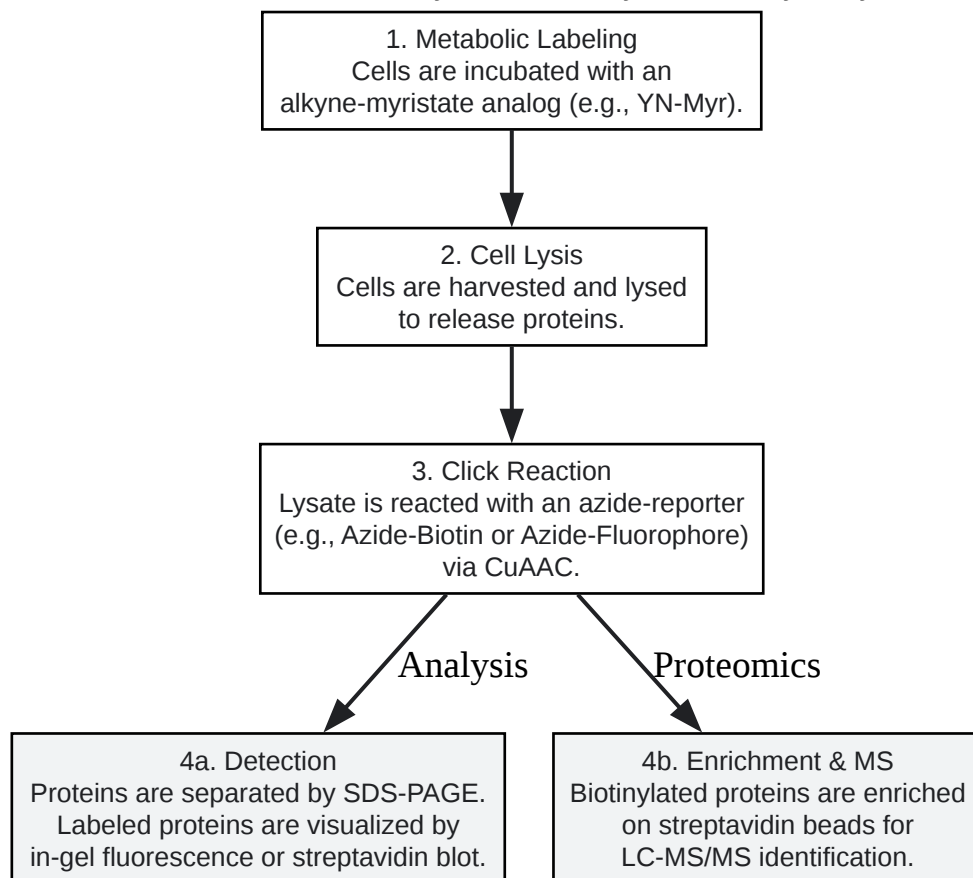 1. Metabolic Labeling
Cells are incubated with an
alkyne-myristate analog (e.g., YN-Myr).
2. Cell Lysis
Cells are harvested and lysed
to release proteins.
3. Click Reaction
Lysate is reacted with an azide-reporter
(e.g., Azide-Biotin or Azide-Fluorophore)
via CuAAC.
Analysis
Proteomics
4a. Detection
Proteins are separated by SDS-PAGE.
Labeled proteins are visualized by
in-gel fluorescence or streptavidin blot.
4b. Enrichment & MS
Biotinylated proteins are enriched
on streptavidin beads for
LC-MS/MS identification.